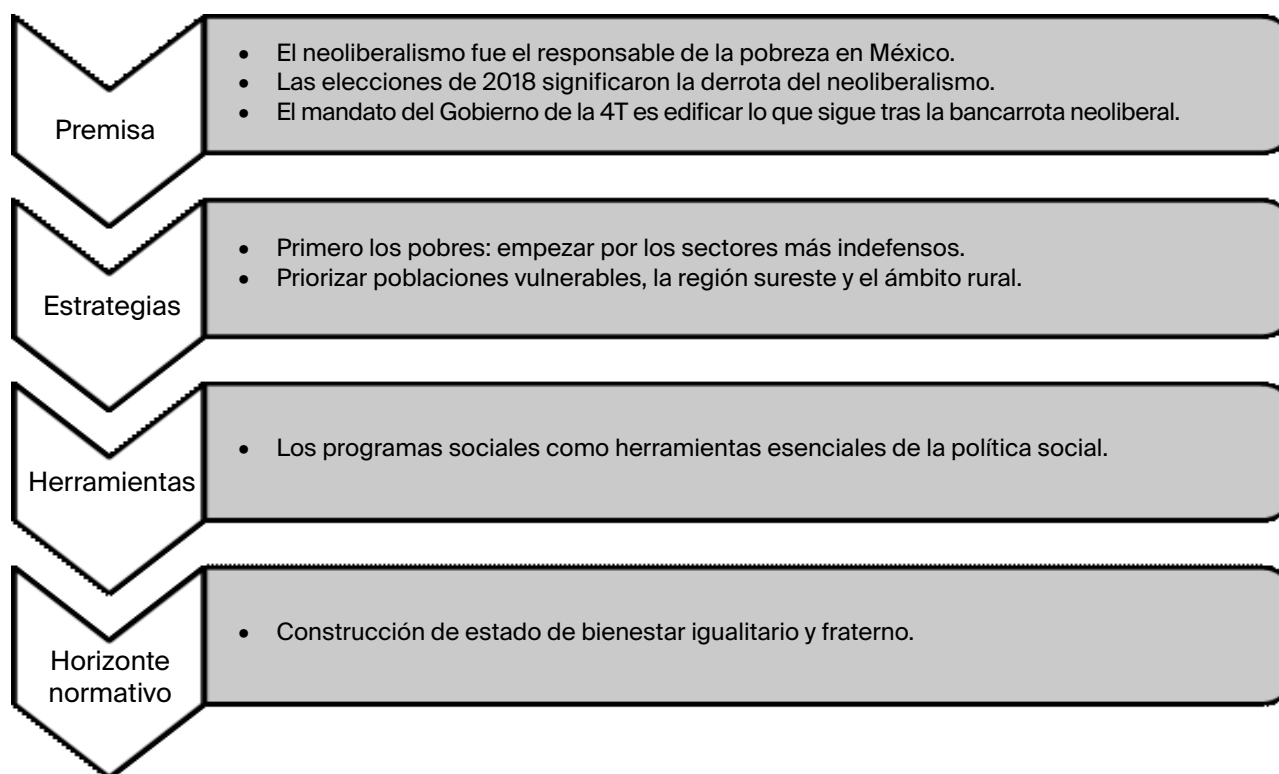 Premisa
• El neoliberalismo fue el responsable de la pobreza en México.
• Las elecciones de 2018 significaron la derrota del neoliberalismo.
• El mandato del Gobierno de la 4T es edificar lo que sigue tras la bancarrota neoliberal.
Estrategias
• Primero los pobres: empezar por los sectores más indefensos.
• Priorizar poblaciones vulnerables, la región sureste y el ámbito rural.
Herramientas
• Los programas sociales como herramientas esenciales de la política social.
Horizonte
normativo
• Construcción de estado de bienestar igualitario y fraterno.